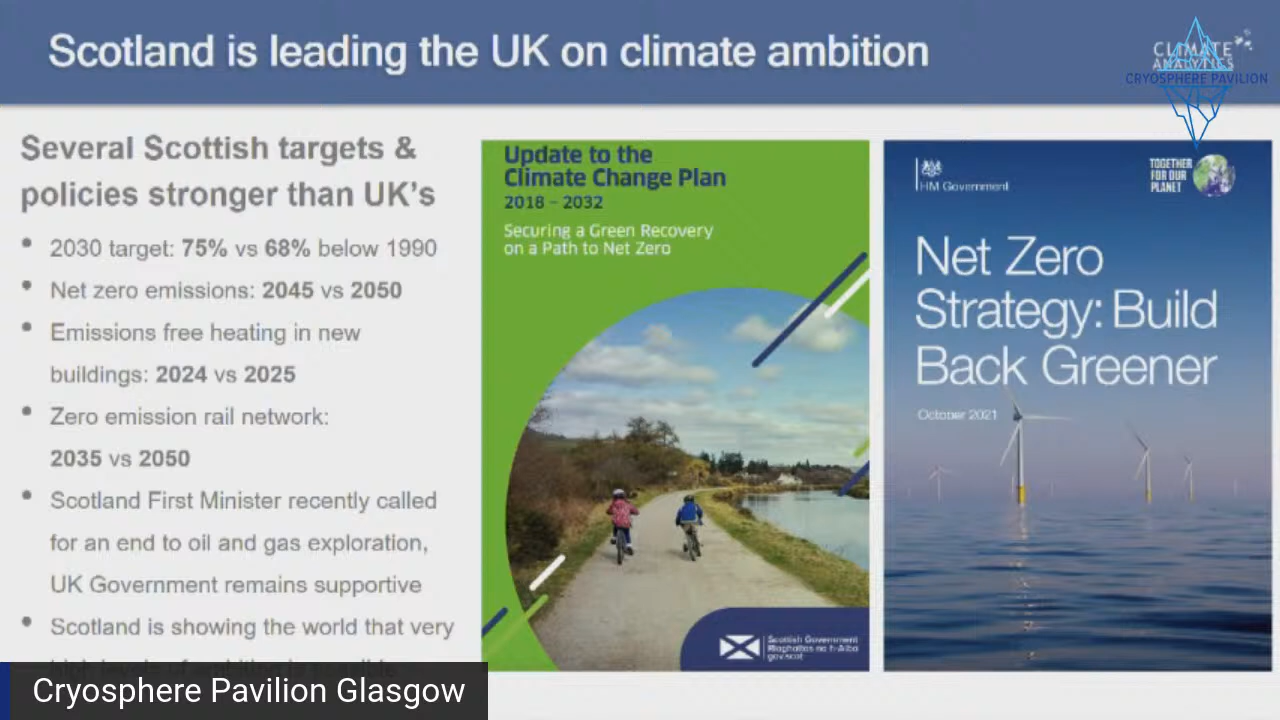 Scotland is leading the UK on climate ambition
CLIMATE
ANALYTICS
CRYOSPHERE PAVILION
Several Scottish targets &
policies stronger than UK's
• 2030 target: 75% vs 68% below 1990
• Net zero emissions: 2045 vs 2050
• Emissions free heating in new
buildings: 2024 vs 2025
• Zero emission rail network:
2035 vs 2050
• Scotland First Minister recently called
for an end to oil and gas exploration,
UK Government remains supportive
• Scotland is showing the world that very
Update to the
Climate Change Plan
2018 – 2032
Securing a Green Recovery
on a Path to Net Zero
Scottish Government
Riaghaltas na h-Alba
gov.scot
HM Government
TOGETHER
FOR OUR
PLANET
Net Zero
Strategy: Build
Back Greener
October 2021
Cryosphere Pavilion Glasgow